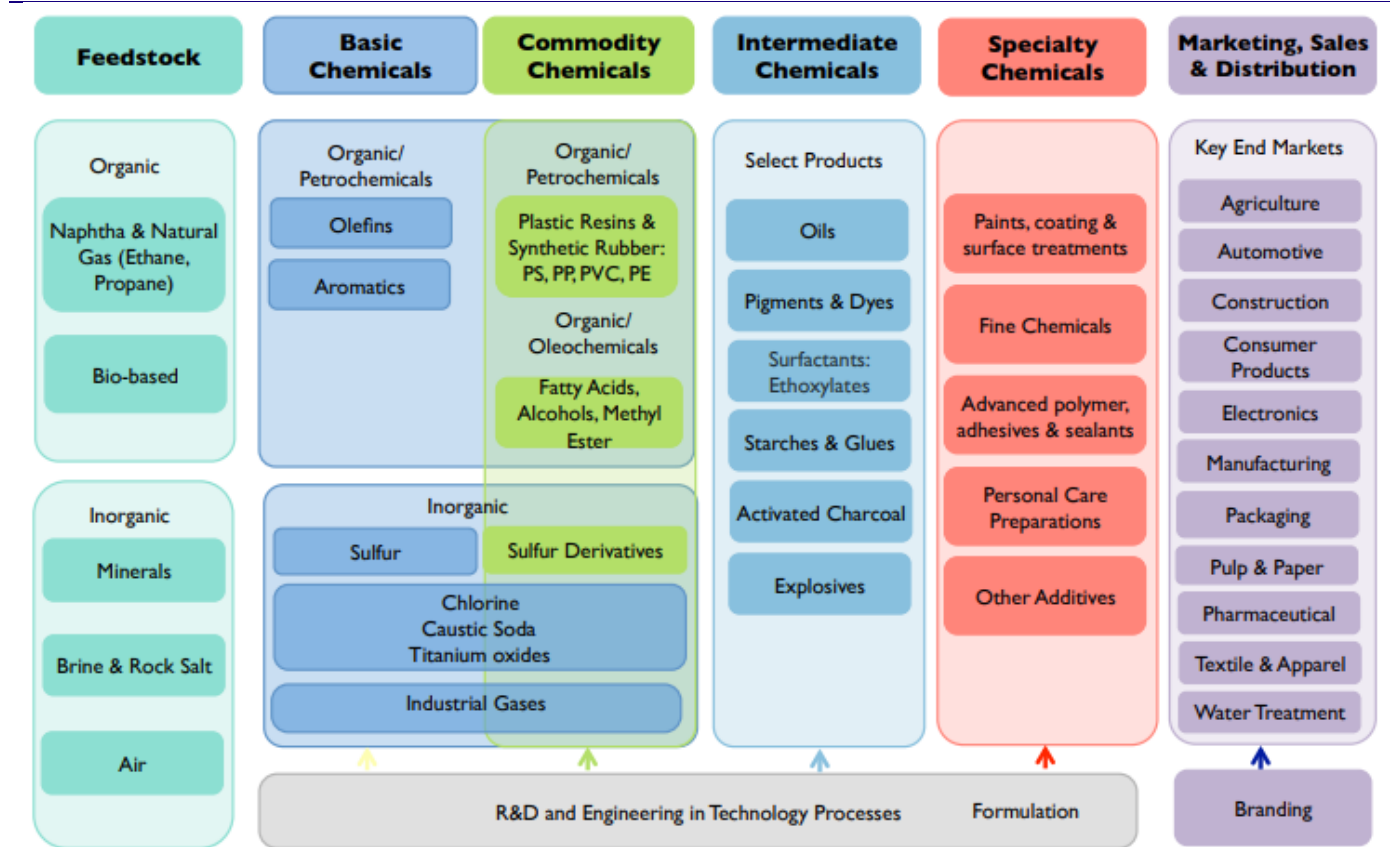 Feedstock
Basic
Chemicals
Commodity
Chemicals
Intermediate
Chemicals
Specialty
Chemicals
Marketing, Sales
& Distribution
Organic
Naphtha & Natural
Gas (Ethane,
Propane)
Bio-based
Inorganic
Minerals
Brine & Rock Salt
Air
Organic/
Petrochemicals
Olefins
Aromatics
Organic/
Petrochemicals
Plastic Resins &
Synthetic Rubber:
PS, PP, PVC, PE
Organic/
Oleochemicals
Fatty Acids,
Alcohols, Methyl
Ester
Inorganic
Sulfur
Sulfur Derivatives
Chlorine
Caustic Soda
Titanium oxides
Industrial Gases
Select Products
Oils
Pigments & Dyes
Surfactants:
Ethoxylates
Starches & Glues
Activated Charcoal
Explosives
Paints, coating &
surface treatments
Fine Chemicals
Advanced polymer,
adhesives & sealants
Personal Care
Preparations
Other Additives
Key End Markets
Agriculture
Automotive
Construction
Consumer
Products
Electronics
Manufacturing
Packaging
Pulp & Paper
Pharmaceutical
Textile & Apparel
Water Treatment
R&D and Engineering in Technology Processes
Formulation
Branding